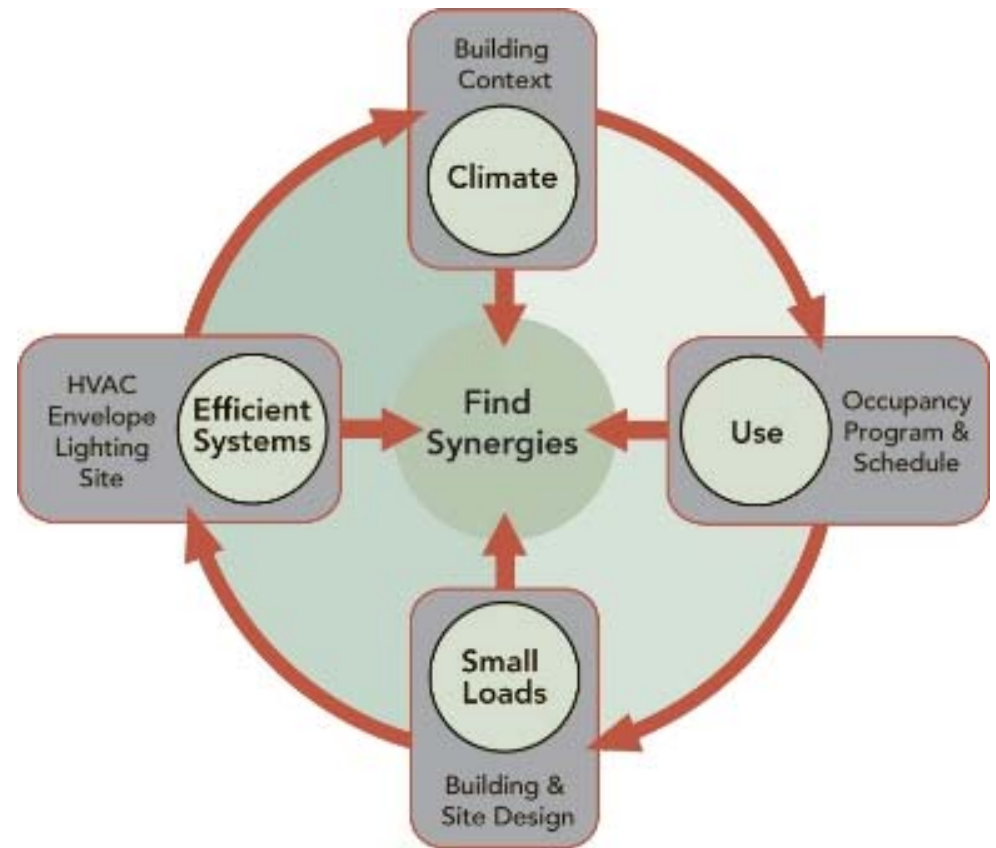 Building
Context
Climate
HVAC
Envelope
Lighting
Site
Efficient
Systems
Find
Synergies
Use
Occupancy
Program &
Schedule
Small
Loads
Building &
Site Design